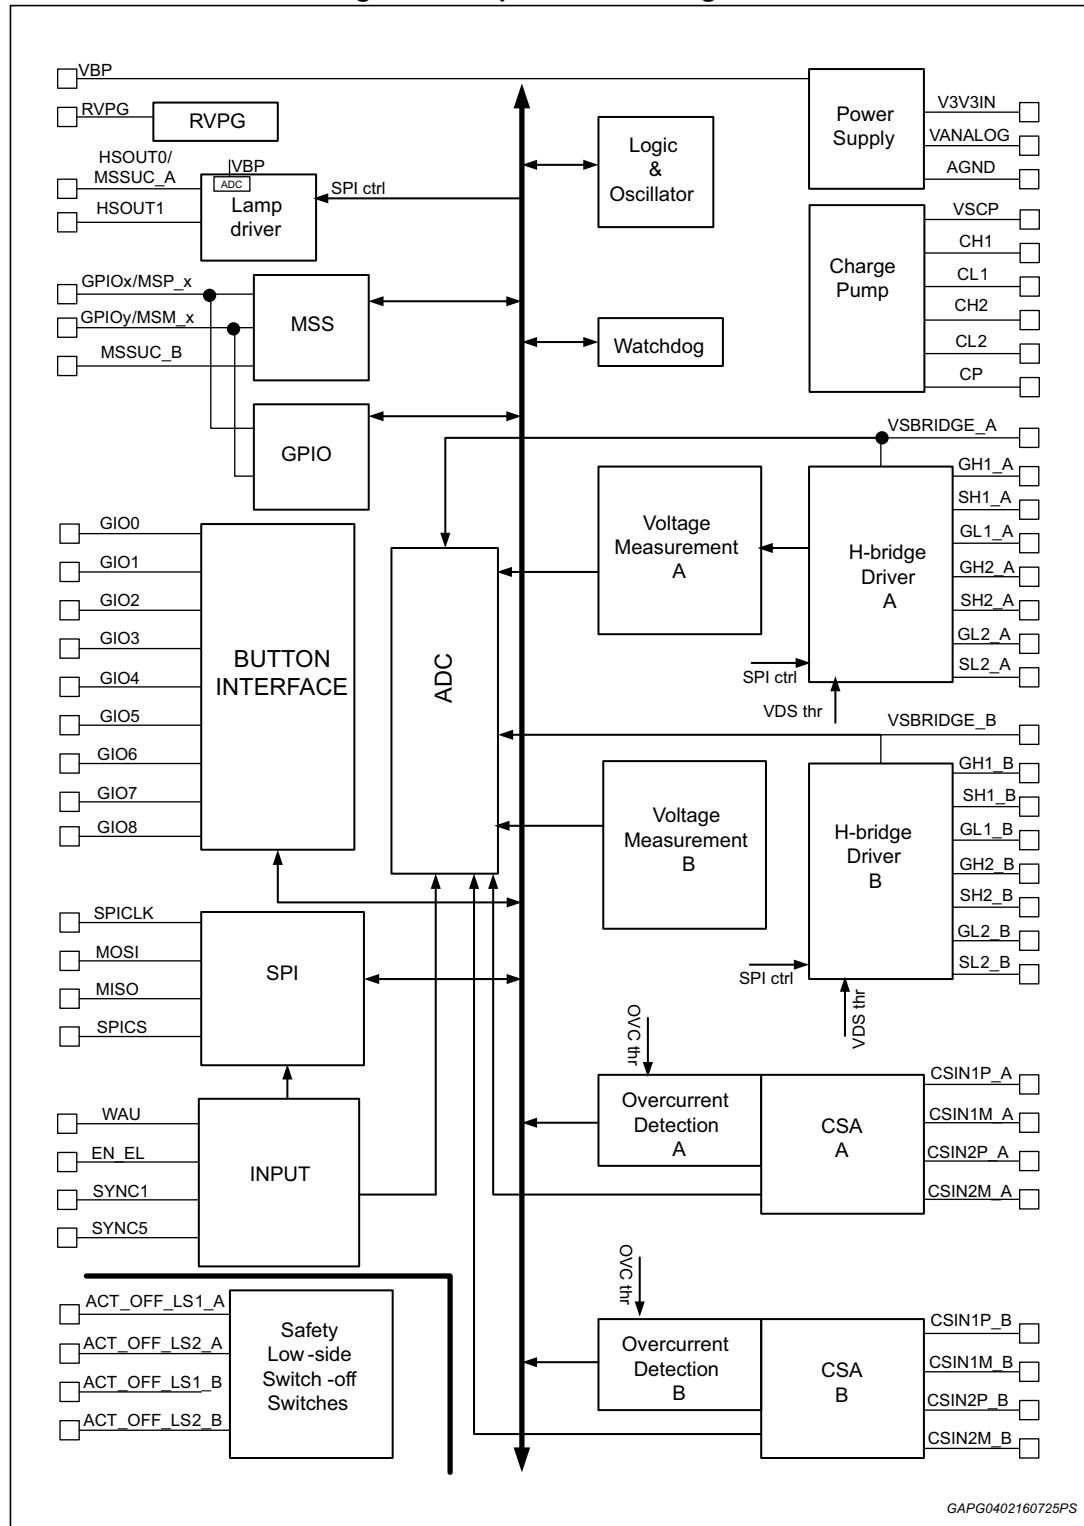 VBP
RVPG
RVPG
HSOUT0/
MSSUC_A
HSOUT1
VBP
ADC
Lamp
driver
SPI ctrl
Logic
&
Oscillator
Power
Supply
V3V3IN
VANALOG
AGND
Charge
Pump
VSCP
CH1
CL1
CH2
CL2
CP
GPIOx/MSP_x
GPIOy/MSM_x
MSSUC_B
MSS
GPIO
Watchdog
GIO0
GIO1
GIO2
GIO3
GIO4
GIO5
GIO6
GIO7
GIO8
BUTTON
INTERFACE
ADC
Voltage
Measurement
A
H-bridge
Driver
A
VSBRIDGE_A
GH1_A
SH1_A
GL1_A
GH2_A
SH2_A
GL2_A
SL2_A
SPI ctrl
VDS thr
Voltage
Measurement
B
H-bridge
Driver
B
VSBRIDGE_B
GH1_B
SH1_B
GL1_B
GH2_B
SH2_B
GL2_B
SL2_B
SPI ctrl
VDS thr
SPICLK
MOSI
MISO
SPICS
SPI
WAU
EN_EL
SYNC1
SYNC5
INPUT
OVC thr
Overcurrent
Detection
A
CSA
A
CSIN1P_A
CSIN1M_A
CSIN2P_A
CSIN2M_A
ACT_OFF_LS1_A
ACT_OFF_LS2_A
ACT_OFF_LS1_B
ACT_OFF_LS2_B
Safety
Low-side
Switch-off
Switches
OVC thr
Overcurrent
Detection
B
CSA
B
CSIN1P_B
CSIN1M_B
CSIN2P_B
CSIN2M_B
GAPG0402160725PS